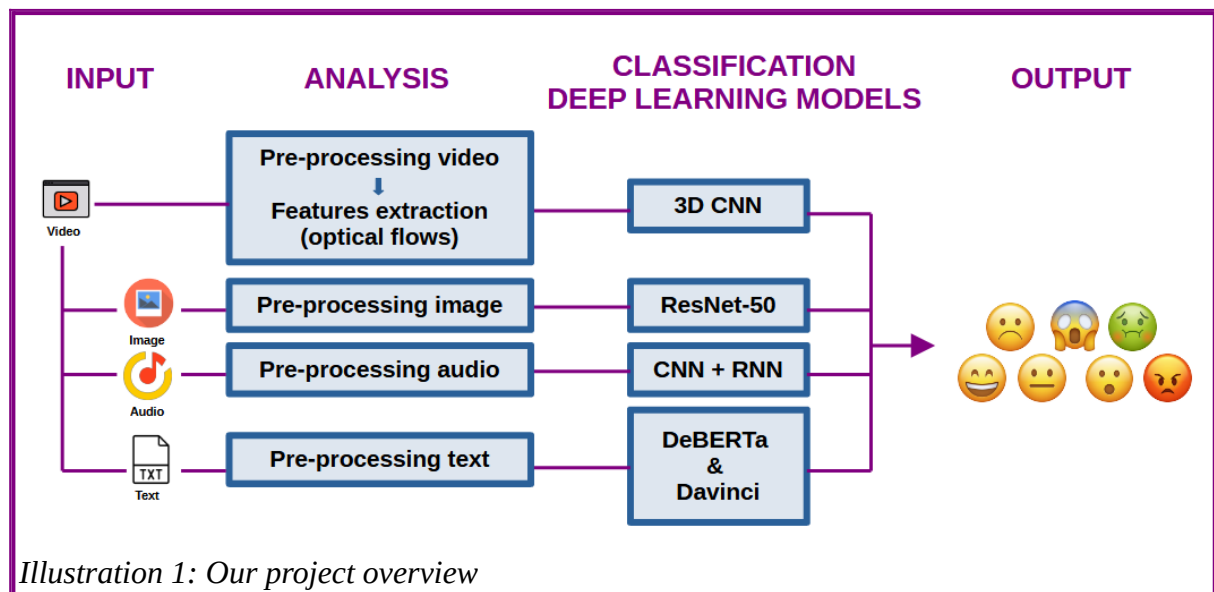 INPUT
ANALYSIS
CLASSIFICATION
DEEP LEARNING MODELS
OUTPUT
Video
Pre-processing video
Features extraction
(optical flows)
3D CNN
Image
Pre-processing image
ResNet-50
Audio
Pre-processing audio
CNN + RNN
TXT
Text
Pre-processing text
DeBERTa
&
Davinci
Illustration 1: Our project overview